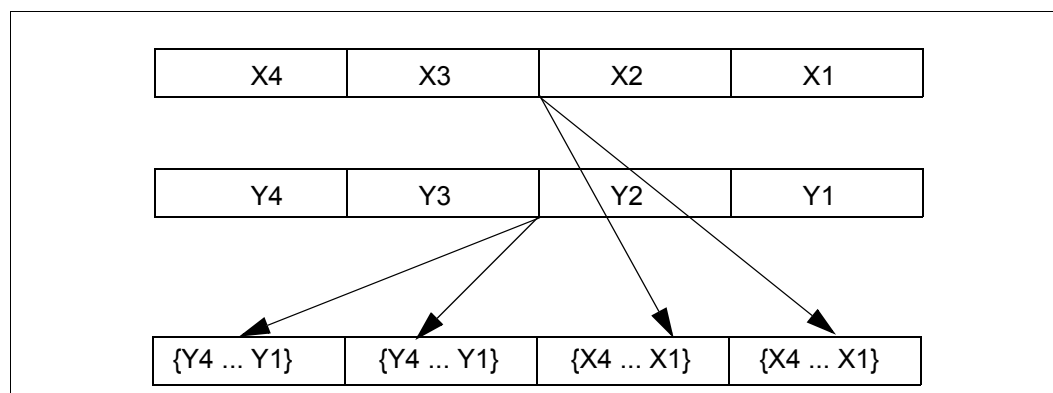 X4 X3 X2 X1
Y4 Y3 Y2 Y1
{Y4 ... Y1} {Y4 ... Y1} {X4 ... X1} {X4 ... X1}